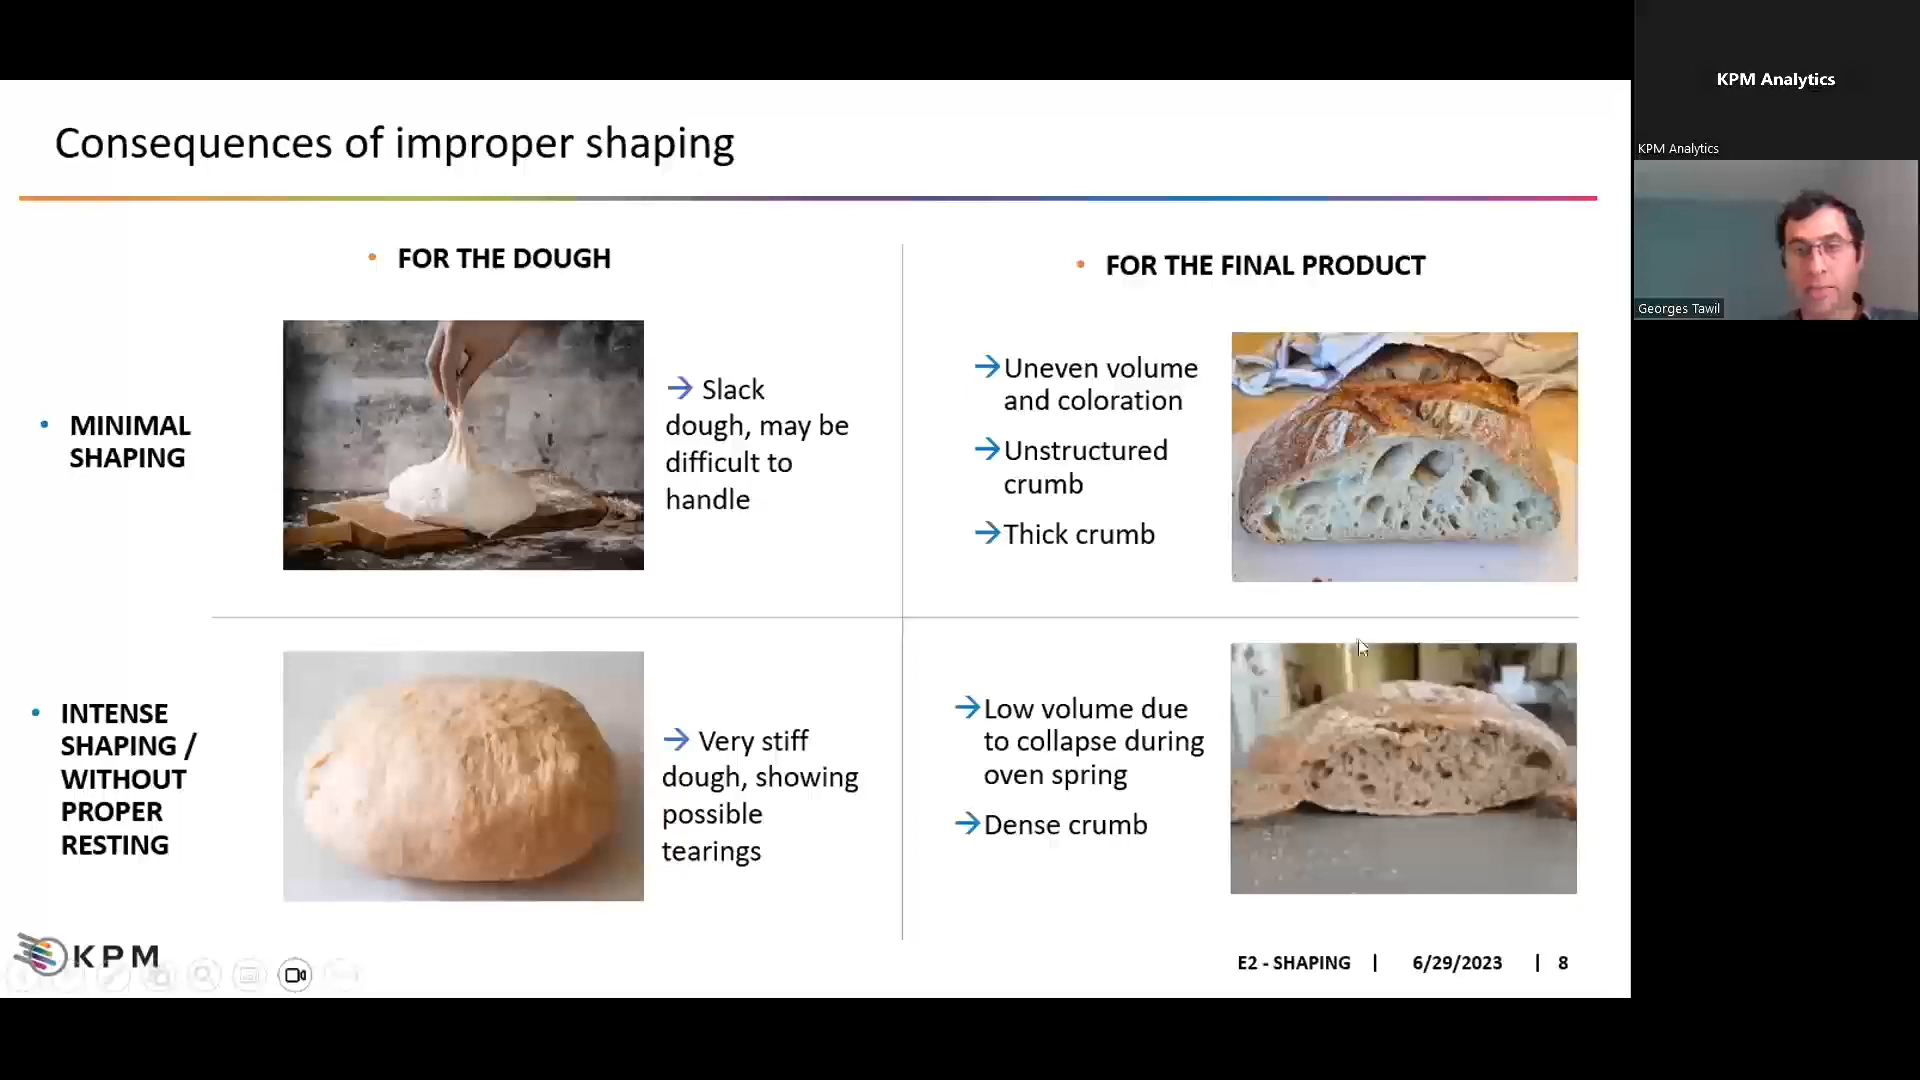 KPM Analytics
KPM Analytics
Georges Tawil
Consequences of improper shaping
• FOR THE DOUGH
• FOR THE FINAL PRODUCT
• MINIMAL
SHAPING
→ Slack
dough, may be
difficult to
handle
→Uneven volume
and coloration
→Unstructured
crumb
→Thick crumb
• INTENSE
SHAPING /
WITHOUT
PROPER
RESTING
→ Very stiff
dough, showing
possible
tearings
→Low volume due
to collapse during
oven spring
→Dense crumb
KPM
E2 - SHAPING | 6/29/2023 | 8